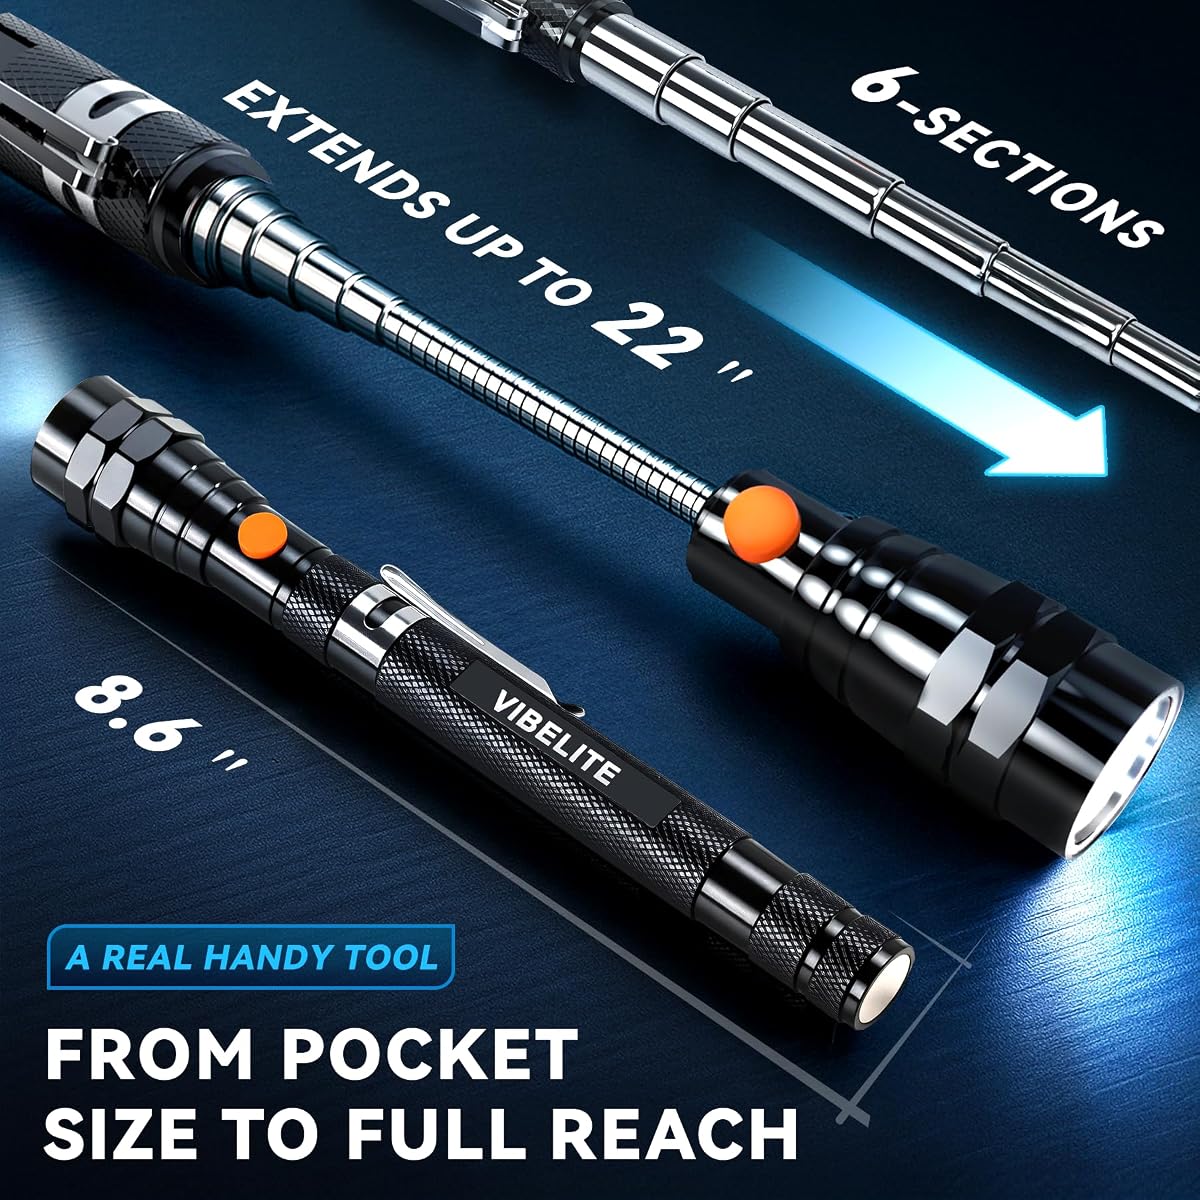 6-SECTIONS
EXTENDS UP TO 22 "
8.6 "
VIBELITE
A REAL HANDY TOOL
FROM POCKET
SIZE TO FULL REACH